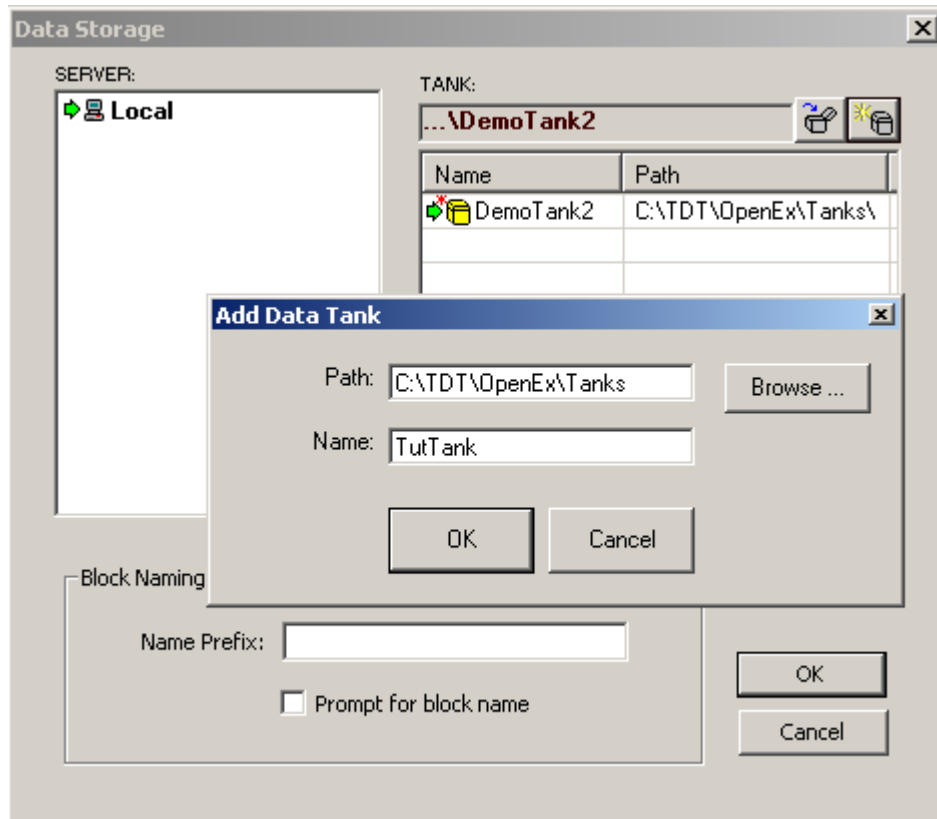 Data Storage
SERVER:
Local
TANK:
...\DemoTank2
Name Path
DemoTank2 C:\TDT\OpenEx\Tanks\
Add Data Tank
Path: C:\TDT\OpenEx\Tanks Browse ...
Name: TutTank
OK Cancel
Block Naming
Name Prefix:
Prompt for block name
OK
Cancel